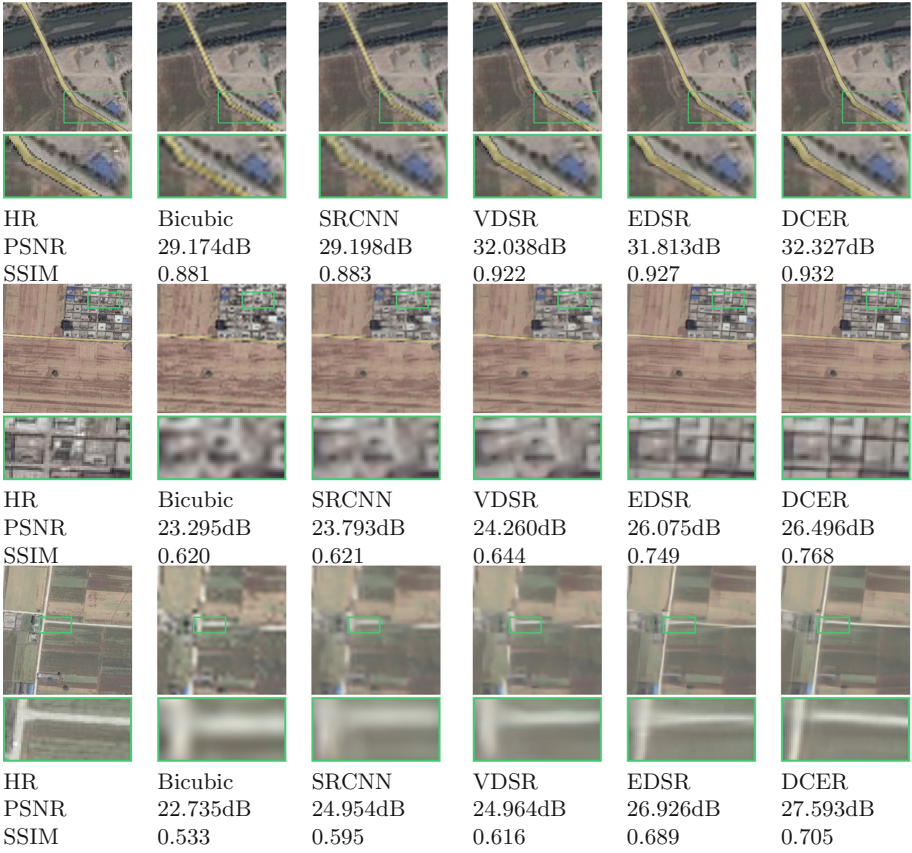 HR Bicubic SRCNN VDSR EDSR DCER
PSNR 29.174dB 29.198dB 32.038dB 31.813dB 32.327dB
SSIM 0.881 0.883 0.922 0.927 0.932
HR Bicubic SRCNN VDSR EDSR DCER
PSNR 23.295dB 23.793dB 24.260dB 26.075dB 26.496dB
SSIM 0.620 0.621 0.644 0.749 0.768
HR Bicubic SRCNN VDSR EDSR DCER
PSNR 22.735dB 24.954dB 24.964dB 26.926dB 27.593dB
SSIM 0.533 0.595 0.616 0.689 0.705